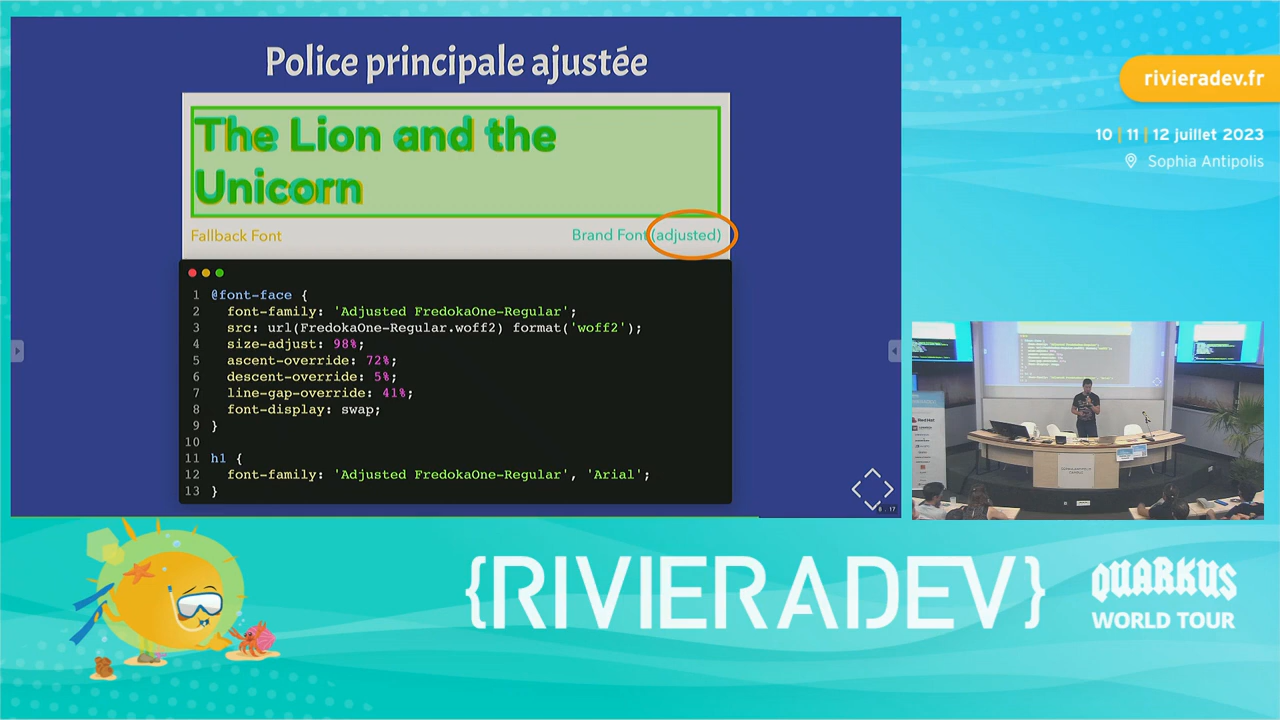 Police principale ajustée
The Lion and the
Unicorn
Fallback Font
Brand Font (adjusted)
1 @font-face {
2 font-family: 'Adjusted FredokaOne-Regular';
3 src: url(FredokaOne-Regular.woff2) format('woff2');
4 size-adjust: 98%;
5 ascent-override: 72%;
6 descent-override: 5%;
7 line-gap-override: 41%;
8 font-display: swap;
9 }
10
11 h1 {
12 font-family: 'Adjusted FredokaOne-Regular', 'Arial';
13 }
8.17
rivieradev.fr
10 | 11 | 12 juillet 2023
Sophia Antipolis
{RIVIERADEV}
QUARKUS
WORLD TOUR